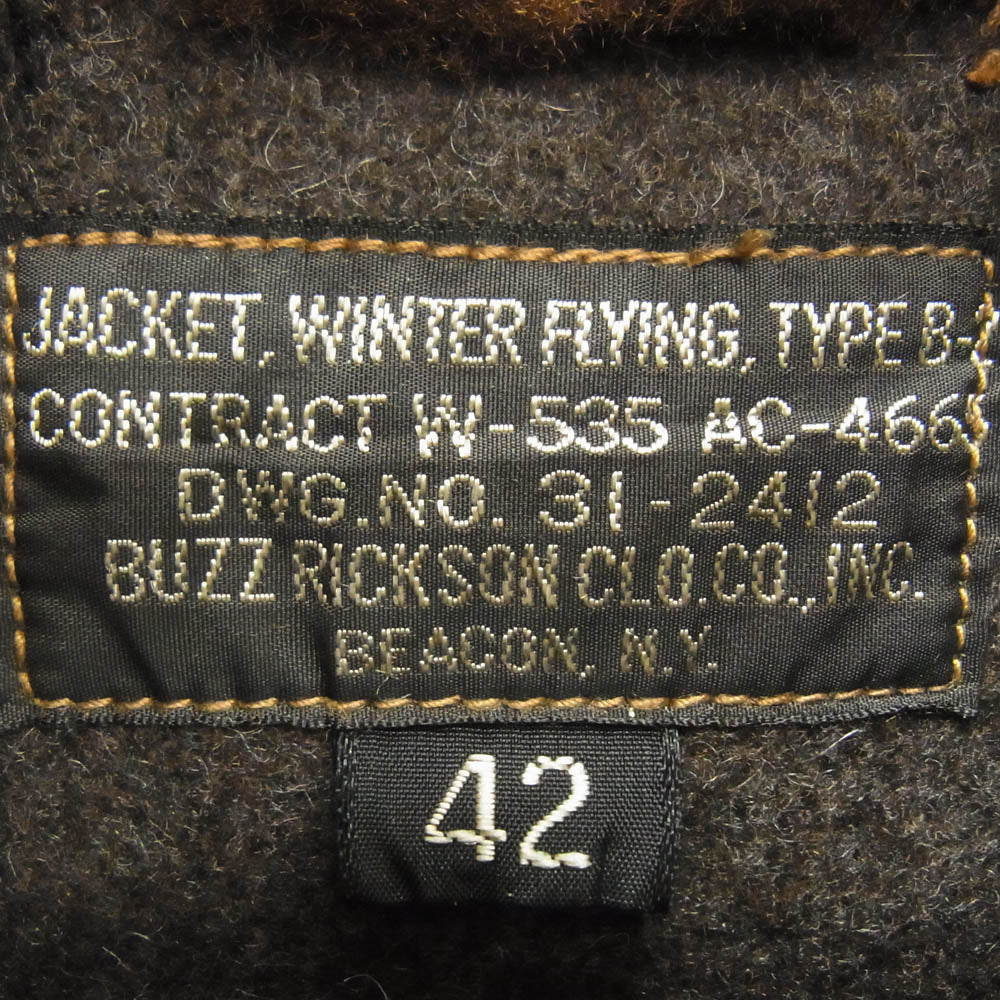 JACKET, WINTER FLYING, TYPE B-2
CONTRACT W-535 AC-466
DWG.NO. 31-2412
BUZZ RICKSON CLO.CO., INC.
BEACON, N.Y.
42